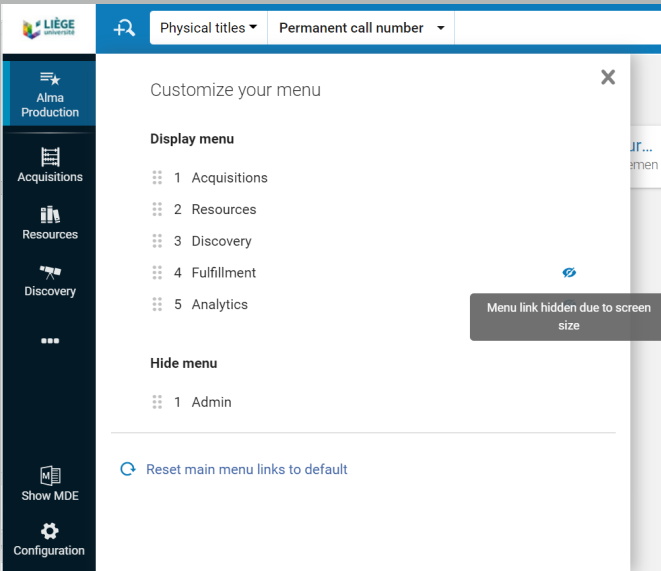 LIÈGE
université
Physical titles
Permanent call number
Alma
Production
Acquisitions
Resources
Discovery
Show MDE
Configuration
Customize your menu
Display menu
1 Acquisitions
2 Resources
3 Discovery
4 Fulfillment
5 Analytics
Menu link hidden due to screen
size
Hide menu
1 Admin
Reset main menu links to default
ur...
emen